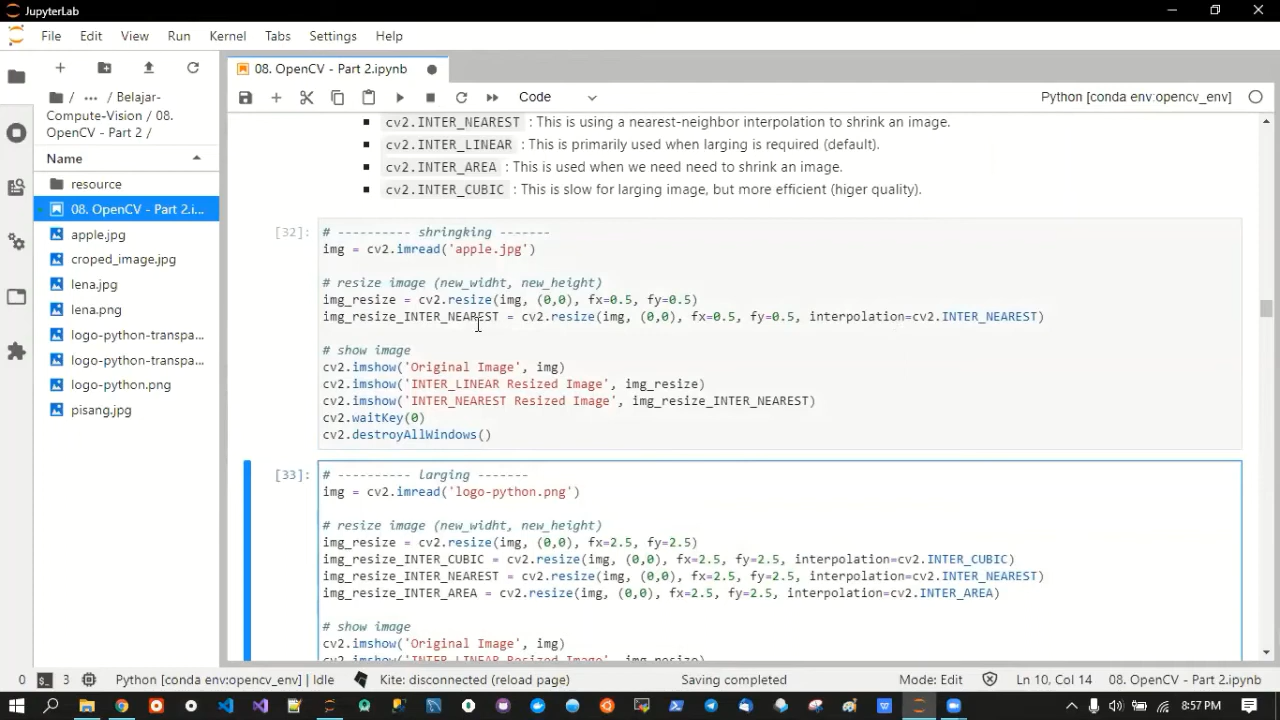 JupyterLab
File Edit View Run Kernel Tabs Settings Help
08. OpenCV - Part 2.ipynb
Code
Python [conda env:opencv_env]
/ ... / Belajar-
Compute-Vision / 08.
OpenCV - Part 2 /
Name
resource
08. OpenCV - Part 2.i...
apple.jpg
croped_image.jpg
lena.jpg
lena.png
logo-python-transpa...
logo-python-transpa...
logo-python.png
pisang.jpg
cv2.INTER_NEAREST : This is using a nearest-neighbor interpolation to shrink an image.
cv2.INTER_LINEAR : This is primarily used when larging is required (default).
cv2.INTER_AREA : This is used when we need need to shrink an image.
cv2.INTER_CUBIC : This is slow for larging image, but more efficient (higer quality).
[32]: # ---------- shringking -------
img = cv2.imread('apple.jpg')
# resize image (new_widht, new_height)
img_resize = cv2.resize(img, (0,0), fx=0.5, fy=0.5)
img_resize_INTER_NEAREST = cv2.resize(img, (0,0), fx=0.5, fy=0.5, interpolation=cv2.INTER_NEAREST)
# show image
cv2.imshow('Original Image', img)
cv2.imshow('INTER_LINEAR Resized Image', img_resize)
cv2.imshow('INTER_NEAREST Resized Image', img_resize_INTER_NEAREST)
cv2.waitKey(0)
cv2.destroyAllWindows()
[33]: # ---------- larging -------
img = cv2.imread('logo-python.png')
# resize image (new_widht, new_height)
img_resize = cv2.resize(img, (0,0), fx=2.5, fy=2.5)
img_resize_INTER_CUBIC = cv2.resize(img, (0,0), fx=2.5, fy=2.5, interpolation=cv2.INTER_CUBIC)
img_resize_INTER_NEAREST = cv2.resize(img, (0,0), fx=2.5, fy=2.5, interpolation=cv2.INTER_NEAREST)
img_resize_INTER_AREA = cv2.resize(img, (0,0), fx=2.5, fy=2.5, interpolation=cv2.INTER_AREA)
# show image
cv2.imshow('Original Image', img)
cv2.imshow('INTER_LINEAR Resized Image', img_resize)
0 3 Python [conda env:opencv_env] | Idle Kite: disconnected (reload page) Saving completed Mode: Edit Ln 10, Col 14 08. OpenCV - Part 2.ipynb
8:57 PM